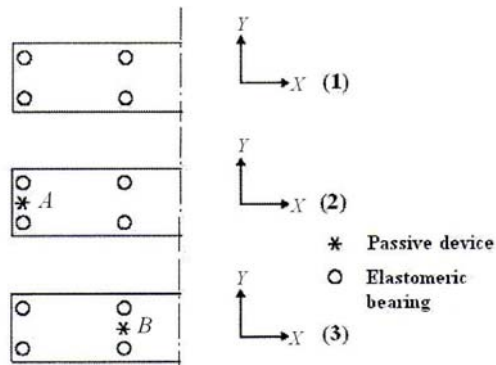 Y
X (1)
Y
A
X (2)
* Passive device
Elastomeric
bearing
Y
B
X (3)